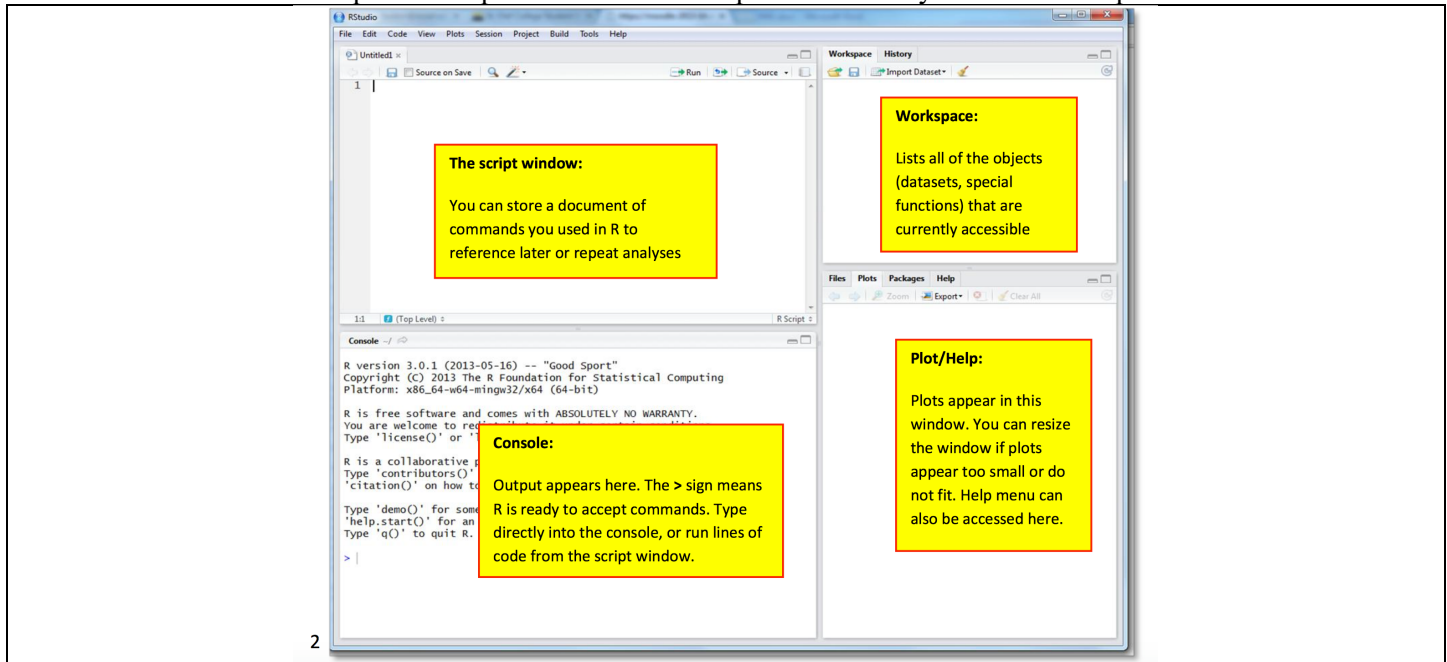 RStudio
File Edit Code View Plots Session Project Build Tools Help
Untitled1 ×
Source on Save
Run
Source
1
The script window:
You can store a document of
commands you used in R to
reference later or repeat analyses
1:1 (Top Level) R Script
Workspace History
Import Dataset
Workspace:
Lists all of the objects
(datasets, special
functions) that are
currently accessible
Console ~/
R version 3.0.1 (2013-05-16) -- "Good Sport"
Copyright (C) 2013 The R Foundation for Statistical Computing
Platform: x86_64-w64-mingw32/x64 (64-bit)
R is free software and comes with ABSOLUTELY NO WARRANTY.
You are welcome to
Type 'license()' or
R is a collaborative
Type 'contributors()'
'citation()' on how
Type 'demo()' for
'help.start()' for an
Type 'q()' to quit R.
>
Console:
Output appears here. The > sign means
R is ready to accept commands. Type
directly into the console, or run lines of
code from the script window.
Files Plots Packages Help
Zoom Export Clear All
Plot/Help:
Plots appear in this
window. You can resize
the window if plots
appear too small or do
not fit. Help menu can
also be accessed here.
2